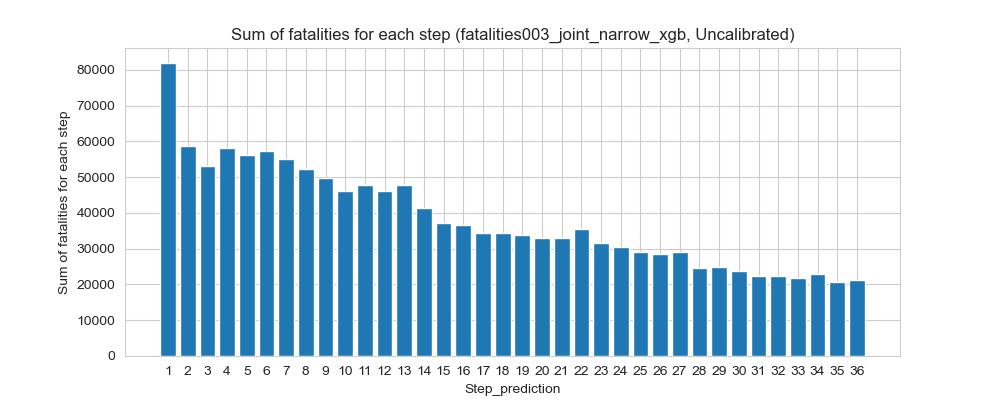 Sum of fatalities for each step (fatalities003_joint_narrow_xgb, Uncalibrated)
Sum of fatalities for each step
80000
70000
60000
50000
40000
30000
20000
10000
0
1 2 3 4 5 6 7 8 9 10 11 12 13 14 15 16 17 18 19 20 21 22 23 24 25 26 27 28 29 30 31 32 33 34 35 36
Step_prediction